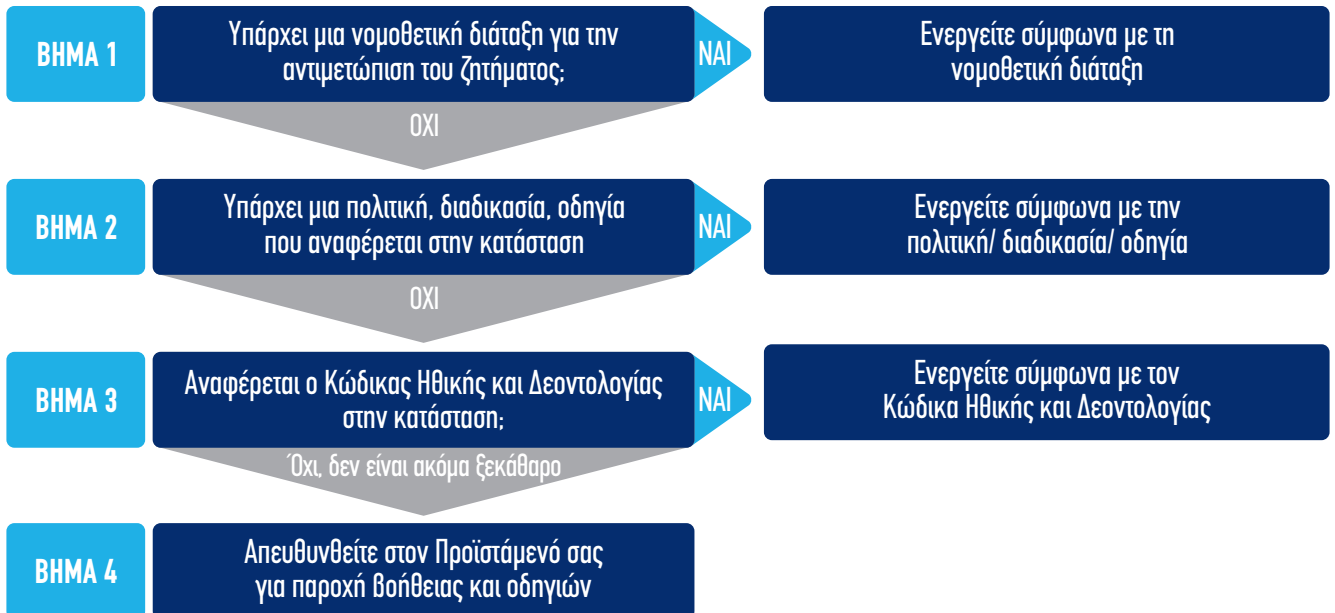 ΒΗΜΑ 1
Υπάρχει μια νομοθετική διάταξη για την
αντιμετώπιση του ζητήματος;
ΝΑΙ
Ενεργείτε σύμφωνα με τη
νομοθετική διάταξη
ΟΧΙ
ΒΗΜΑ 2
Υπάρχει μια πολιτική, διαδικασία, οδηγία
που αναφέρεται στην κατάσταση
ΝΑΙ
Ενεργείτε σύμφωνα με την
πολιτική/ διαδικασία/ οδηγία
ΟΧΙ
ΒΗΜΑ 3
Αναφέρεται ο Κώδικας Ηθικής και Δεοντολογίας
στην κατάσταση;
ΝΑΙ
Ενεργείτε σύμφωνα με τον
Κώδικα Ηθικής και Δεοντολογίας
Όχι, δεν είναι ακόμα ξεκάθαρο
ΒΗΜΑ 4
Απευθυνθείτε στον Προϊστάμενό σας
για παροχή βοήθειας και οδηγιών